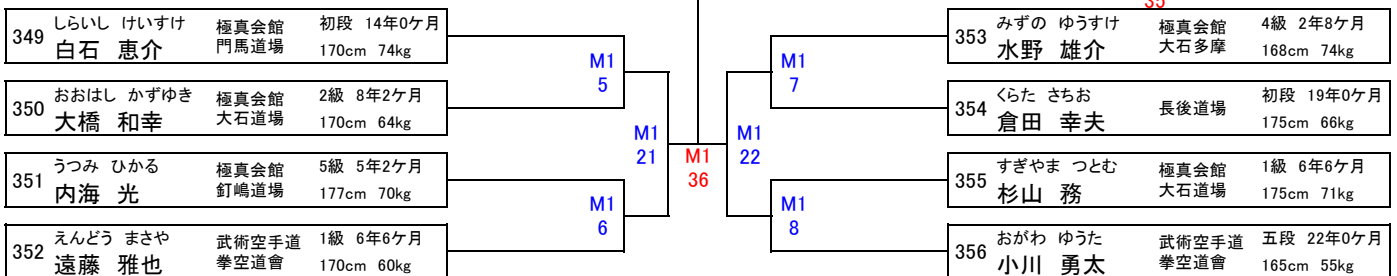 35
349 しらいし けいすけ 極真会館 初段 14年0ケ月
白石 恵介 門馬道場 170cm 74kg
350 おおはし かずゆき 極真会館 2級 8年2ケ月
大橋 和幸 大石道場 170cm 64kg
351 うつみ ひかる 極真会館 5級 5年2ケ月
内海 光 釘嶋道場 177cm 70kg
352 えんどう まさや 武術空手道 1級 6年6ケ月
遠藤 雅也 拳空道會 170cm 60kg
M1
5
M1
6
M1
21
M1
36
M1
22
M1
7
M1
8
353 みずの ゆうすけ 極真会館 4級 2年8ケ月
水野 雄介 大石多摩 168cm 74kg
354 くらた さちお 長後道場 初段 19年0ケ月
倉田 幸夫 175cm 66kg
355 すぎやま つとむ 極真会館 1級 6年6ケ月
杉山 務 大石道場 175cm 71kg
356 おがわ ゆうた 武術空手道 五段 22年0ケ月
小川 勇太 拳空道會 165cm 55kg